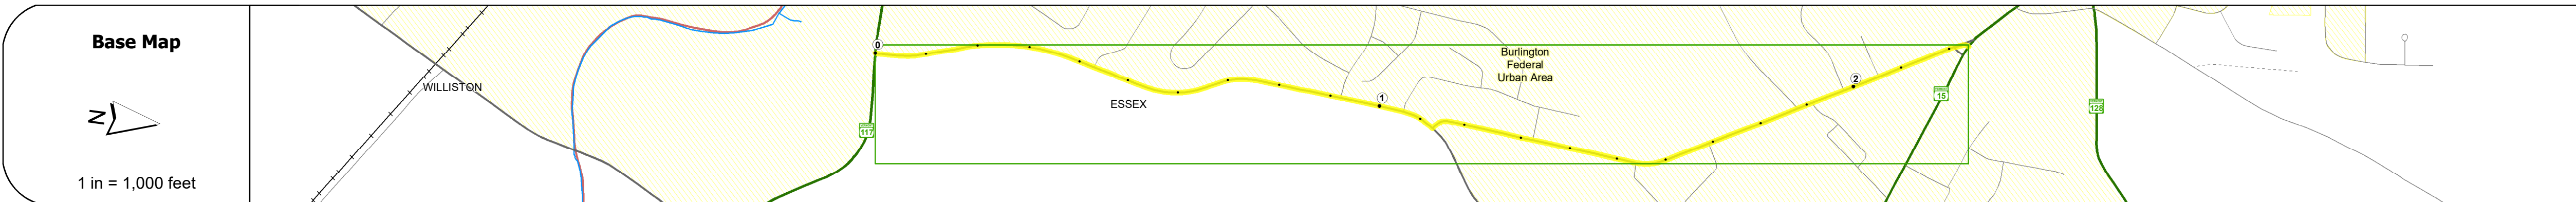 Base Map
N
1 in = 1,000 feet
WILLISTON
0
117
ESSEX
1
Burlington
Federal
Urban Area
2
15
128